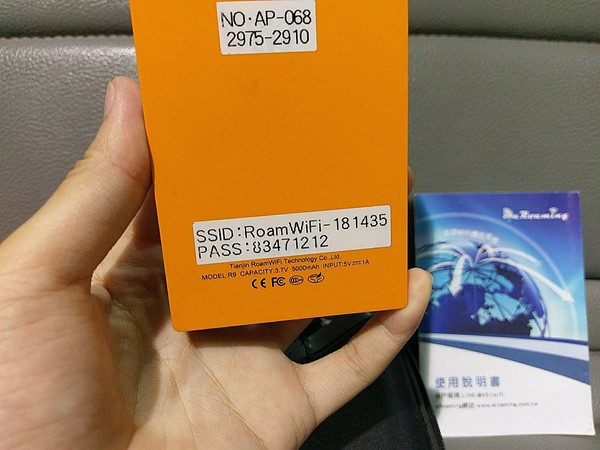 NO·AP-068
2975-2910
SSID:RoamWiFi-181435
PASS:83471212
Tianjin RoamWiFi Technology Co.,Ltd.
MODEL:R9 CAPACITY:3.7V 5000mAh INPUT:5V⎓1A
CE FC
使用說明書